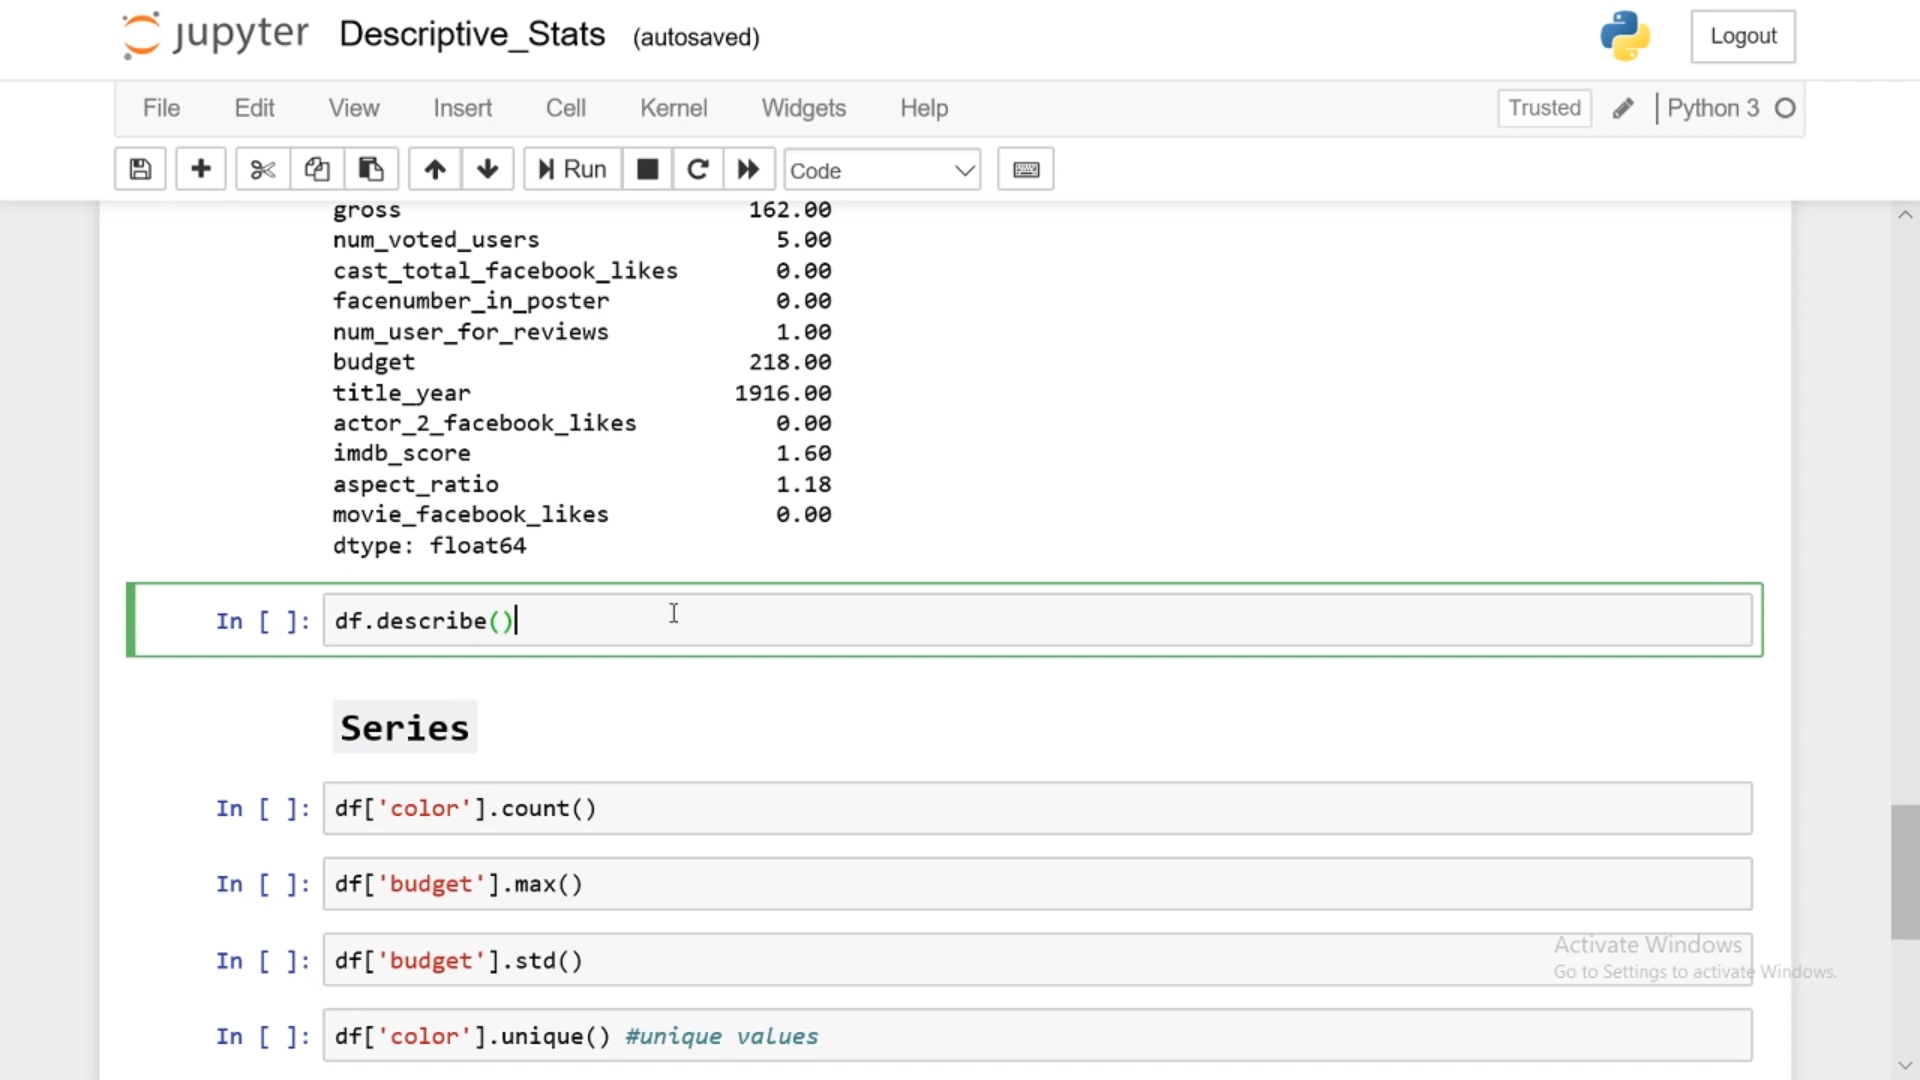 jupyter Descriptive_Stats (autosaved) Logout
File Edit View Insert Cell Kernel Widgets Help Trusted Python 3
Run Code
gross 162.00
num_voted_users 5.00
cast_total_facebook_likes 0.00
facenumber_in_poster 0.00
num_user_for_reviews 1.00
budget 218.00
title_year 1916.00
actor_2_facebook_likes 0.00
imdb_score 1.60
aspect_ratio 1.18
movie_facebook_likes 0.00
dtype: float64
In [ ]: df.describe()
Series
In [ ]: df['color'].count()
In [ ]: df['budget'].max()
Activate Windows
In [ ]: df['budget'].std()
Go to Settings to activate Windows.
In [ ]: df['color'].unique() #unique values